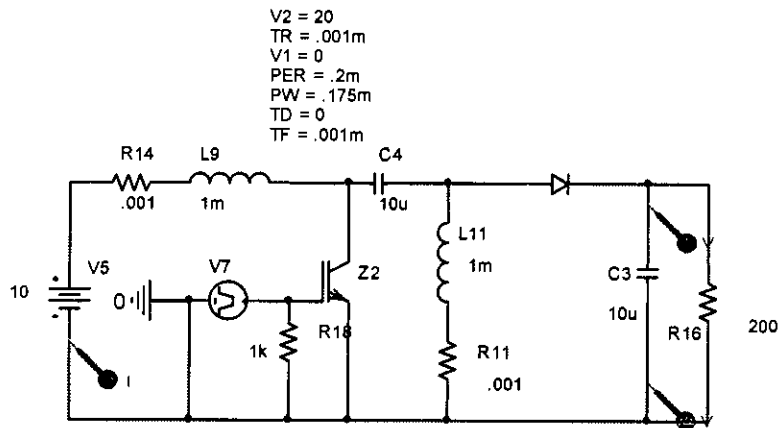 V2 = 20
TR = .001m
V1 = 0
PER = .2m
PW = .175m
TD = 0
TF = .001m
R14
L9
C4
.001
1m
10u
L11
1m
V5
V7
Z2
C3
10
0
R18
10u
R16
200
1k
R11
I
.001